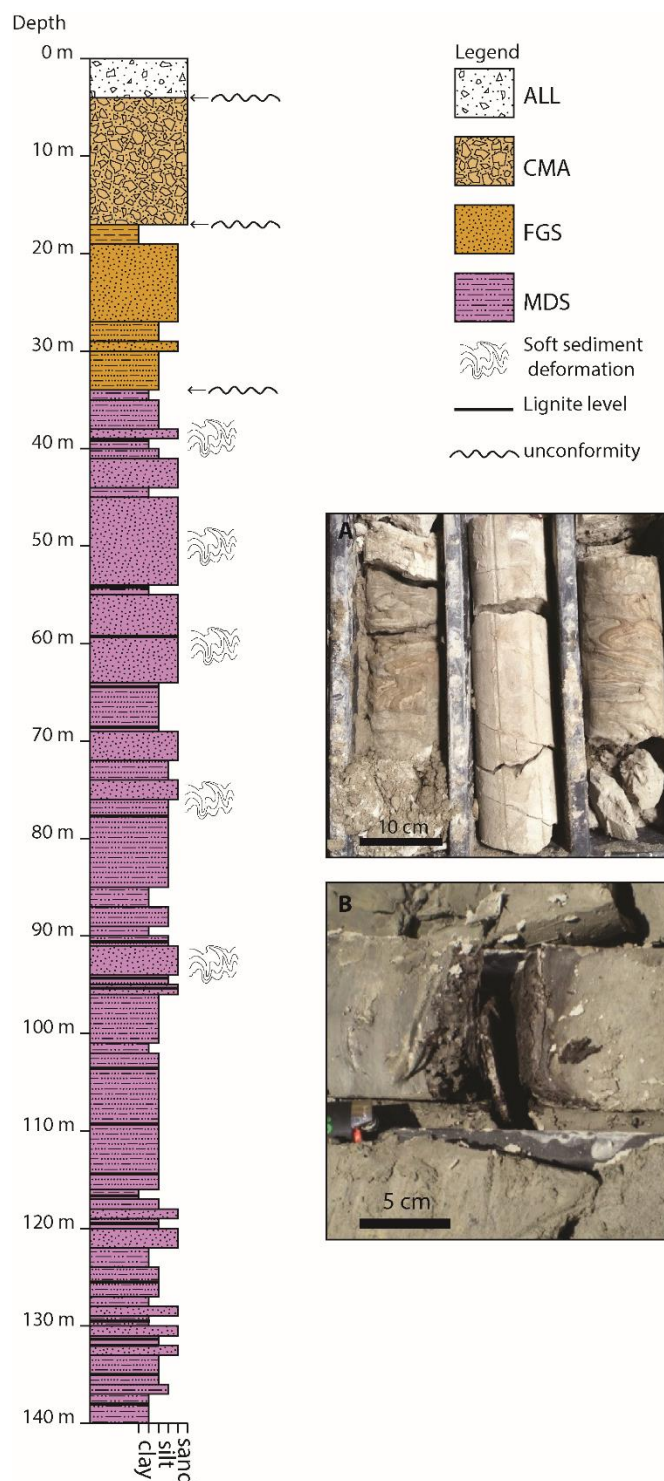 Depth
0 m
10 m
20 m
30 m
40 m
50 m
60 m
70 m
80 m
90 m
100 m
110 m
120 m
130 m
140 m
clay
silt
sand
Legend
ALL
CMA
FGS
MDS
Soft sediment
deformation
Lignite level
unconformity
A
10 cm
B
5 cm